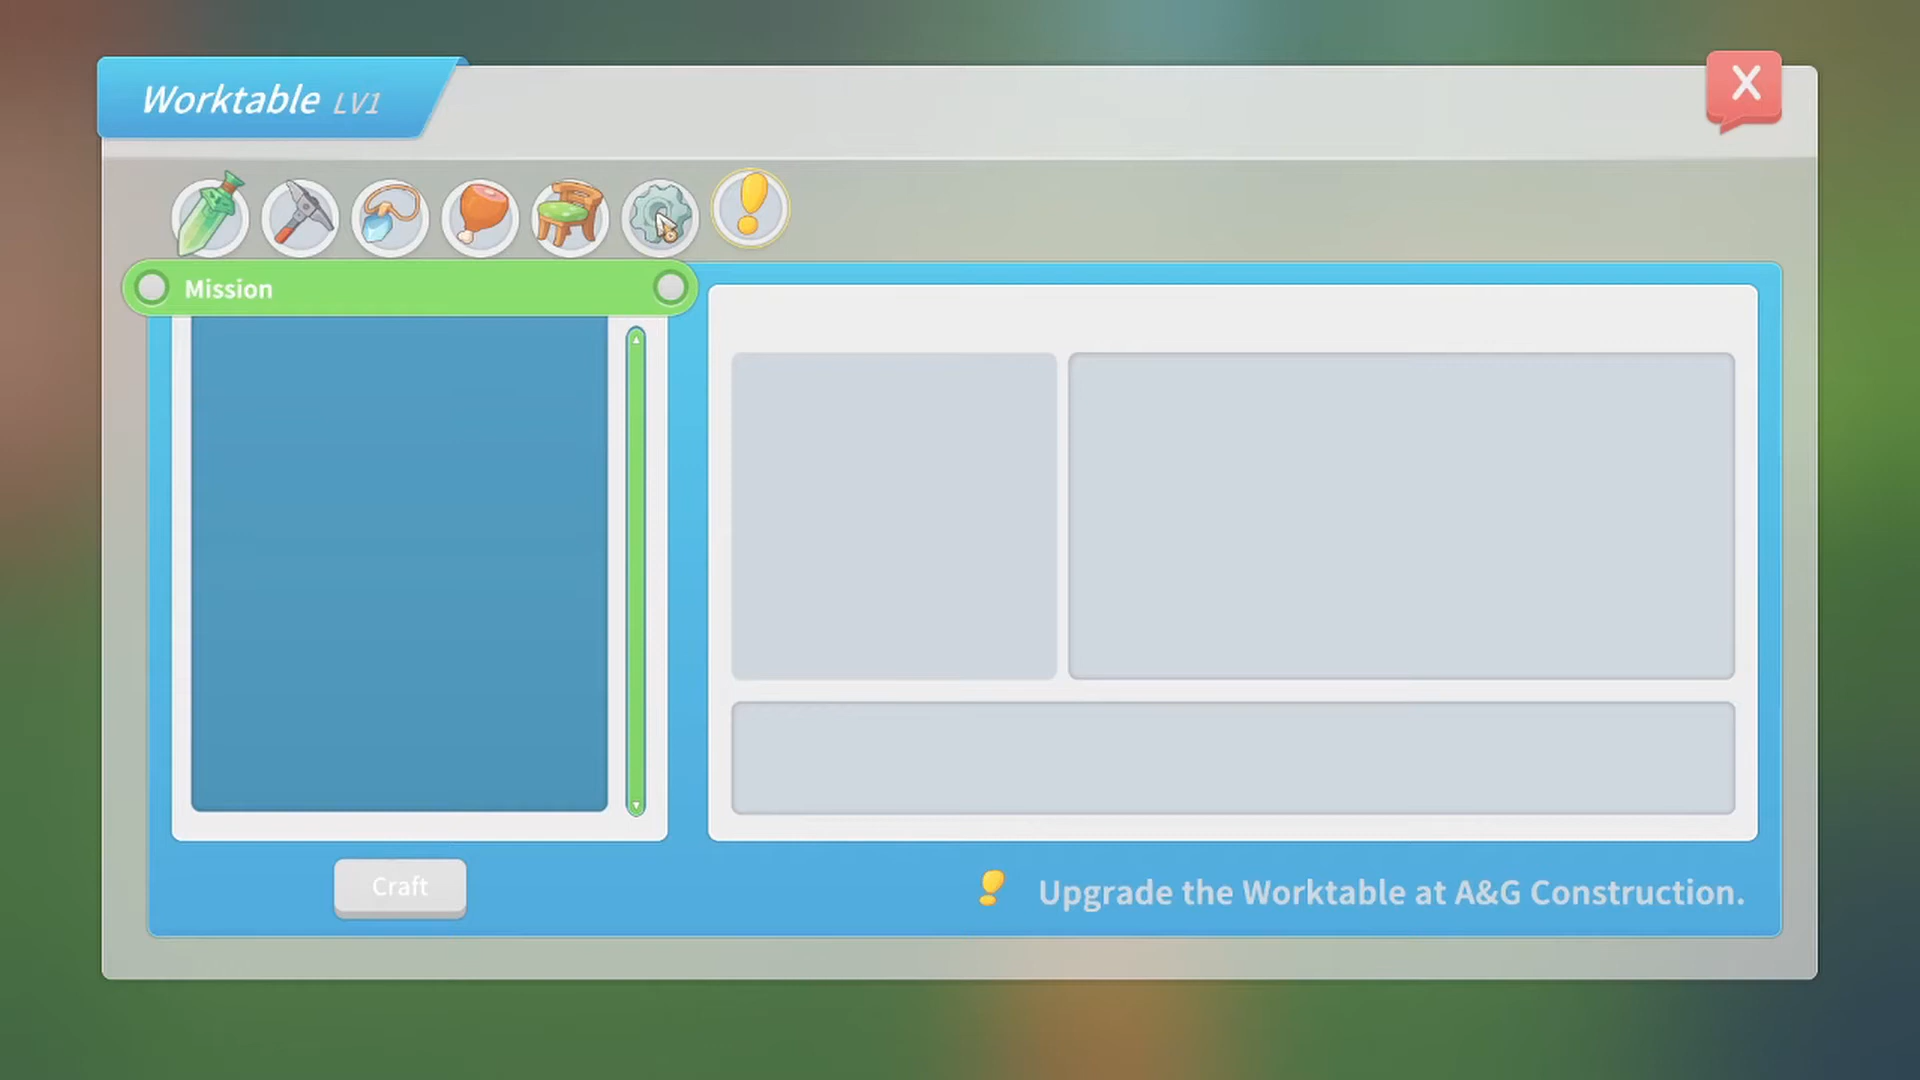 Worktable LV1
X
Mission
Craft
Upgrade the Worktable at A&G Construction.